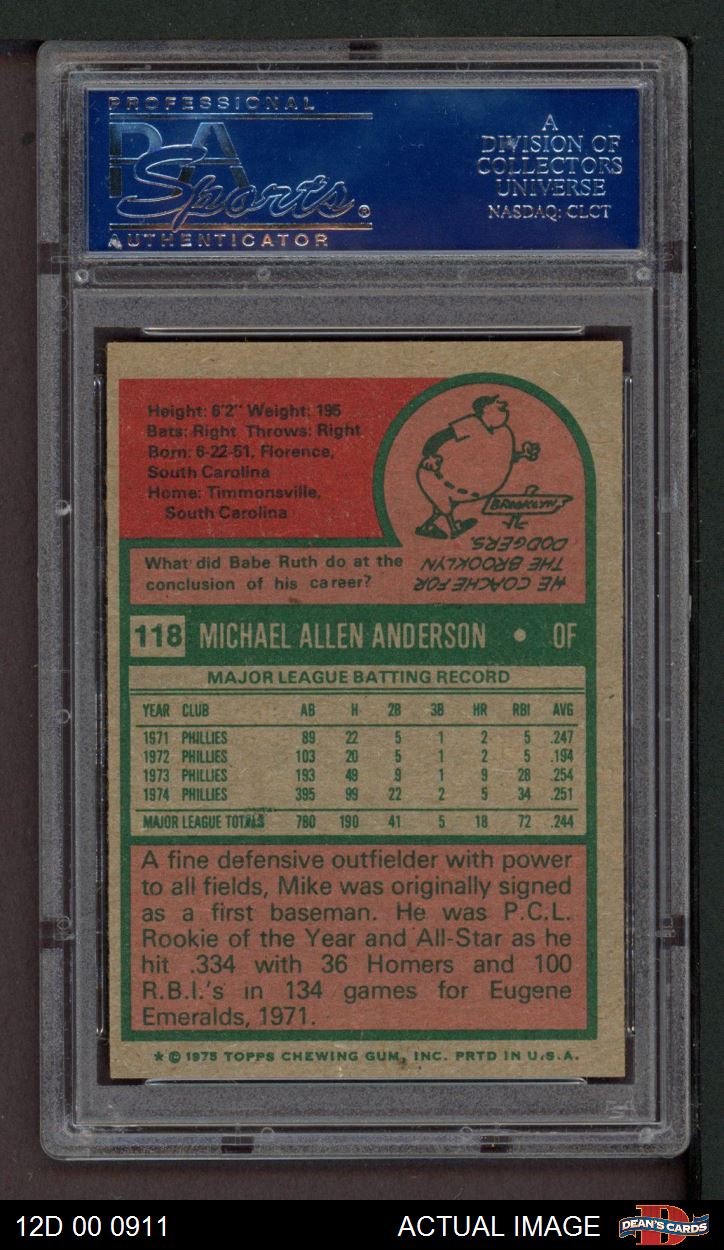 PROFESSIONAL
PSA
Sports®
AUTHENTICATOR
A
DIVISION OF
COLLECTORS
UNIVERSE
NASDAQ: CLCT
Height: 6'2" Weight: 195
Bats: Right Throws: Right
Born: 6-22-51, Florence,
South Carolina
Home: Timmonsville,
South Carolina
BROOKLYN
HE COACHED FOR
THE BROOKLYN
DODGERS.
What did Babe Ruth do at the
conclusion of his career?
118 MICHAEL ALLEN ANDERSON • OF
MAJOR LEAGUE BATTING RECORD
YEAR CLUB AB H 2B 3B HR RBI AVG
1971 PHILLIES 89 22 5 1 2 5 .247
1972 PHILLIES 103 20 5 1 2 5 .194
1973 PHILLIES 193 49 9 1 9 28 .254
1974 PHILLIES 395 99 22 2 5 34 .251
MAJOR LEAGUE TOTALS 780 190 41 5 18 72 .244
A fine defensive outfielder with power
to all fields, Mike was originally signed
as a first baseman. He was P.C.L.
Rookie of the Year and All-Star as he
hit .334 with 36 Homers and 100
R.B.I.'s in 134 games for Eugene
Emeralds, 1971.
* © 1975 TOPPS CHEWING GUM, INC. PRTD IN U.S.A.
12D 00 0911
ACTUAL IMAGE
D
DEAN'S CARDS